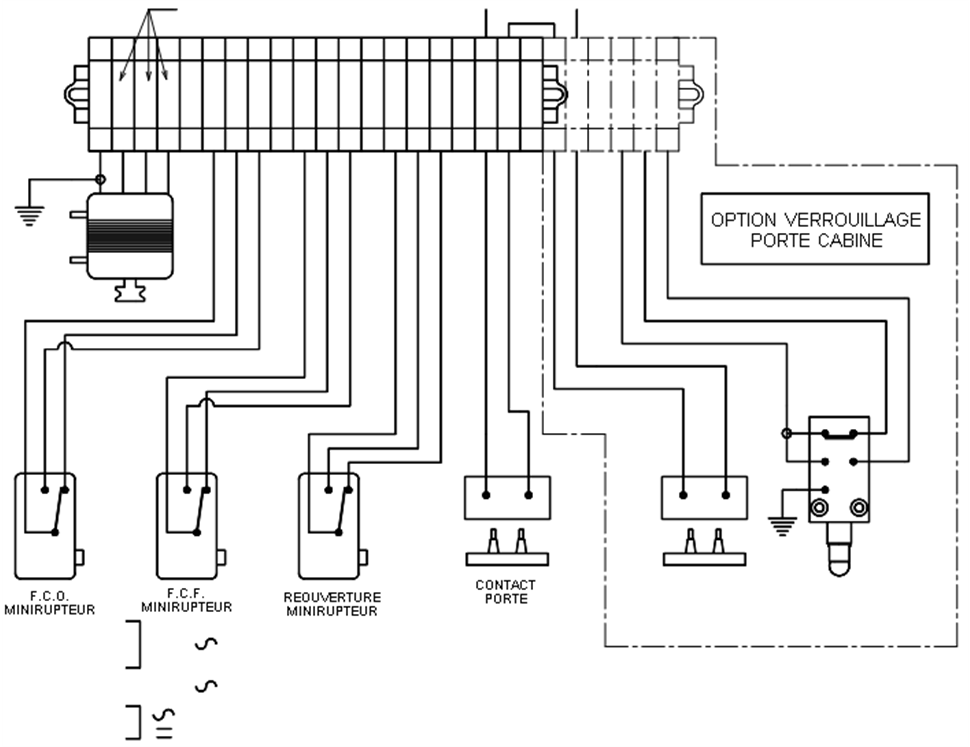 OPTION VERROUILLAGE
PORTE CABINE
F.C.O.
MINIRUPTEUR
F.C.F.
MINIRUPTEUR
REOUVERTURE
MINIRUPTEUR
CONTACT
PORTE